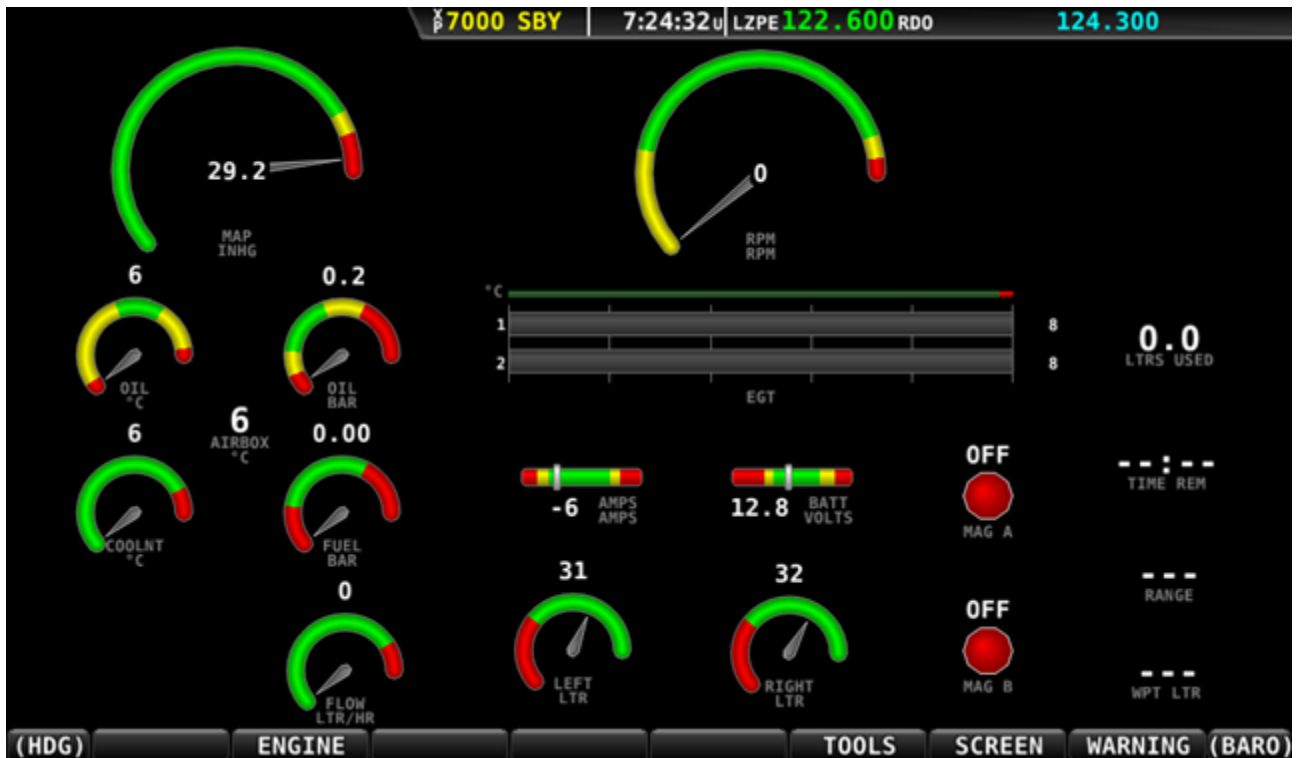 XP 7000 SBY 7:24:32U LZPE 122.600 RDO 124.300
29.2
MAP
INHG
0
RPM
RPM
6
OIL
°C
0.2
OIL
BAR
°C
1 8
2 8
EGT
0.0
LTRS USED
6
AIRBOX
°C
6
COOLNT
°C
0.00
FUEL
BAR
-6 AMPS
AMPS
12.8 BATT
VOLTS
OFF
MAG A
--:--
TIME REM
0
FLOW
LTR/HR
31
LEFT
LTR
32
RIGHT
LTR
OFF
MAG B
---
RANGE
---
WPT LTR
(HDG) ENGINE TOOLS SCREEN WARNING (BARO)